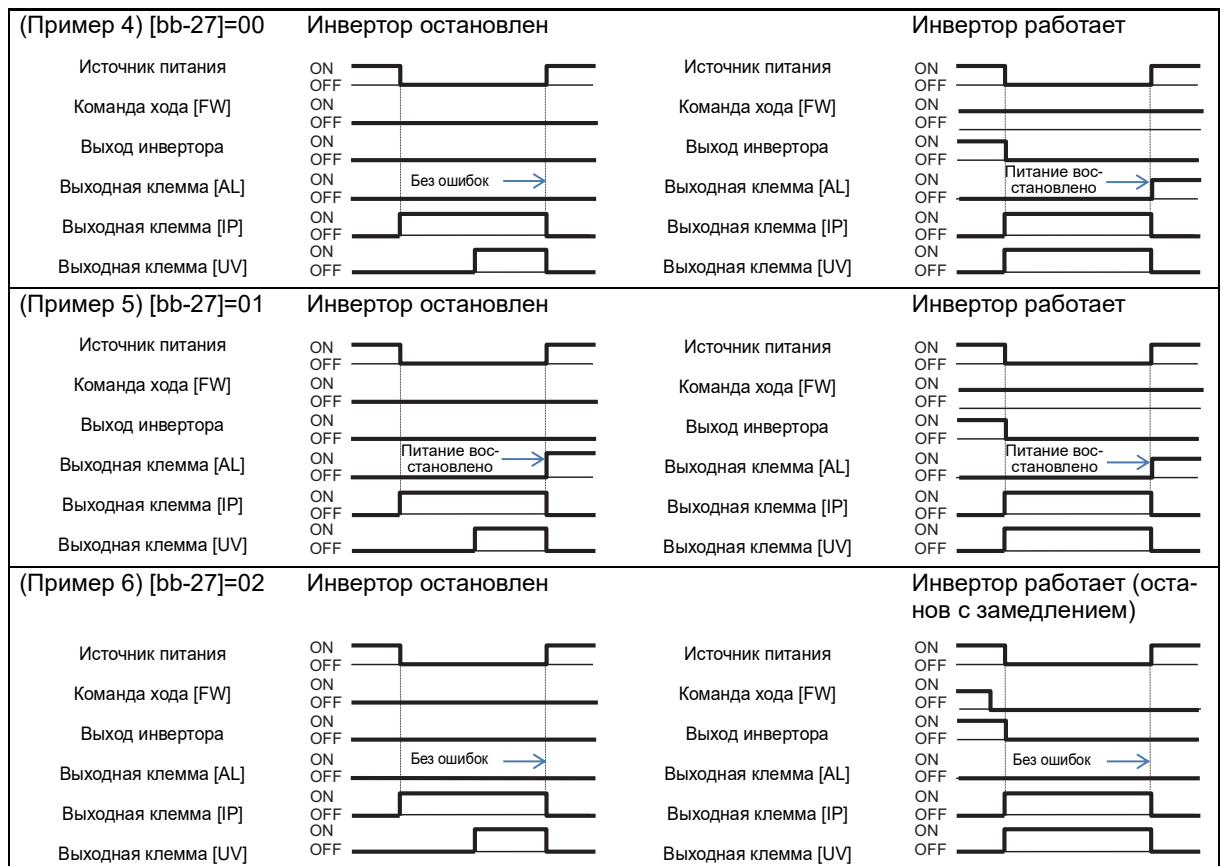 (Пример 4) [bb-27]=00 Инвертор остановлен Инвертор работает
Источник питания ON Источник питания ON
OFF OFF
Команда хода [FW] ON Команда хода [FW] ON
OFF OFF
Выход инвертора ON Выход инвертора ON
OFF OFF
Выходная клемма [AL] ON Без ошибок Выходная клемма [AL] ON Питание вос-
OFF OFF становлено
Выходная клемма [IP] ON Выходная клемма [IP] ON
OFF OFF
Выходная клемма [UV] ON Выходная клемма [UV] ON
OFF OFF
(Пример 5) [bb-27]=01 Инвертор остановлен Инвертор работает
Источник питания ON Источник питания ON
OFF OFF
Команда хода [FW] ON Команда хода [FW] ON
OFF OFF
Выход инвертора ON Выход инвертора ON
OFF OFF
Выходная клемма [AL] ON Питание вос- Выходная клемма [AL] ON Питание вос-
OFF становлено OFF становлено
Выходная клемма [IP] ON Выходная клемма [IP] ON
OFF OFF
Выходная клемма [UV] ON Выходная клемма [UV] ON
OFF OFF
(Пример 6) [bb-27]=02 Инвертор остановлен Инвертор работает (оста-
нов с замедлением)
Источник питания ON Источник питания ON
OFF OFF
Команда хода [FW] ON Команда хода [FW] ON
OFF OFF
Выход инвертора ON Выход инвертора ON
OFF OFF
Выходная клемма [AL] ON Без ошибок Выходная клемма [AL] ON Без ошибок
OFF OFF
Выходная клемма [IP] ON Выходная клемма [IP] ON
OFF OFF
Выходная клемма [UV] ON Выходная клемма [UV] ON
OFF OFF